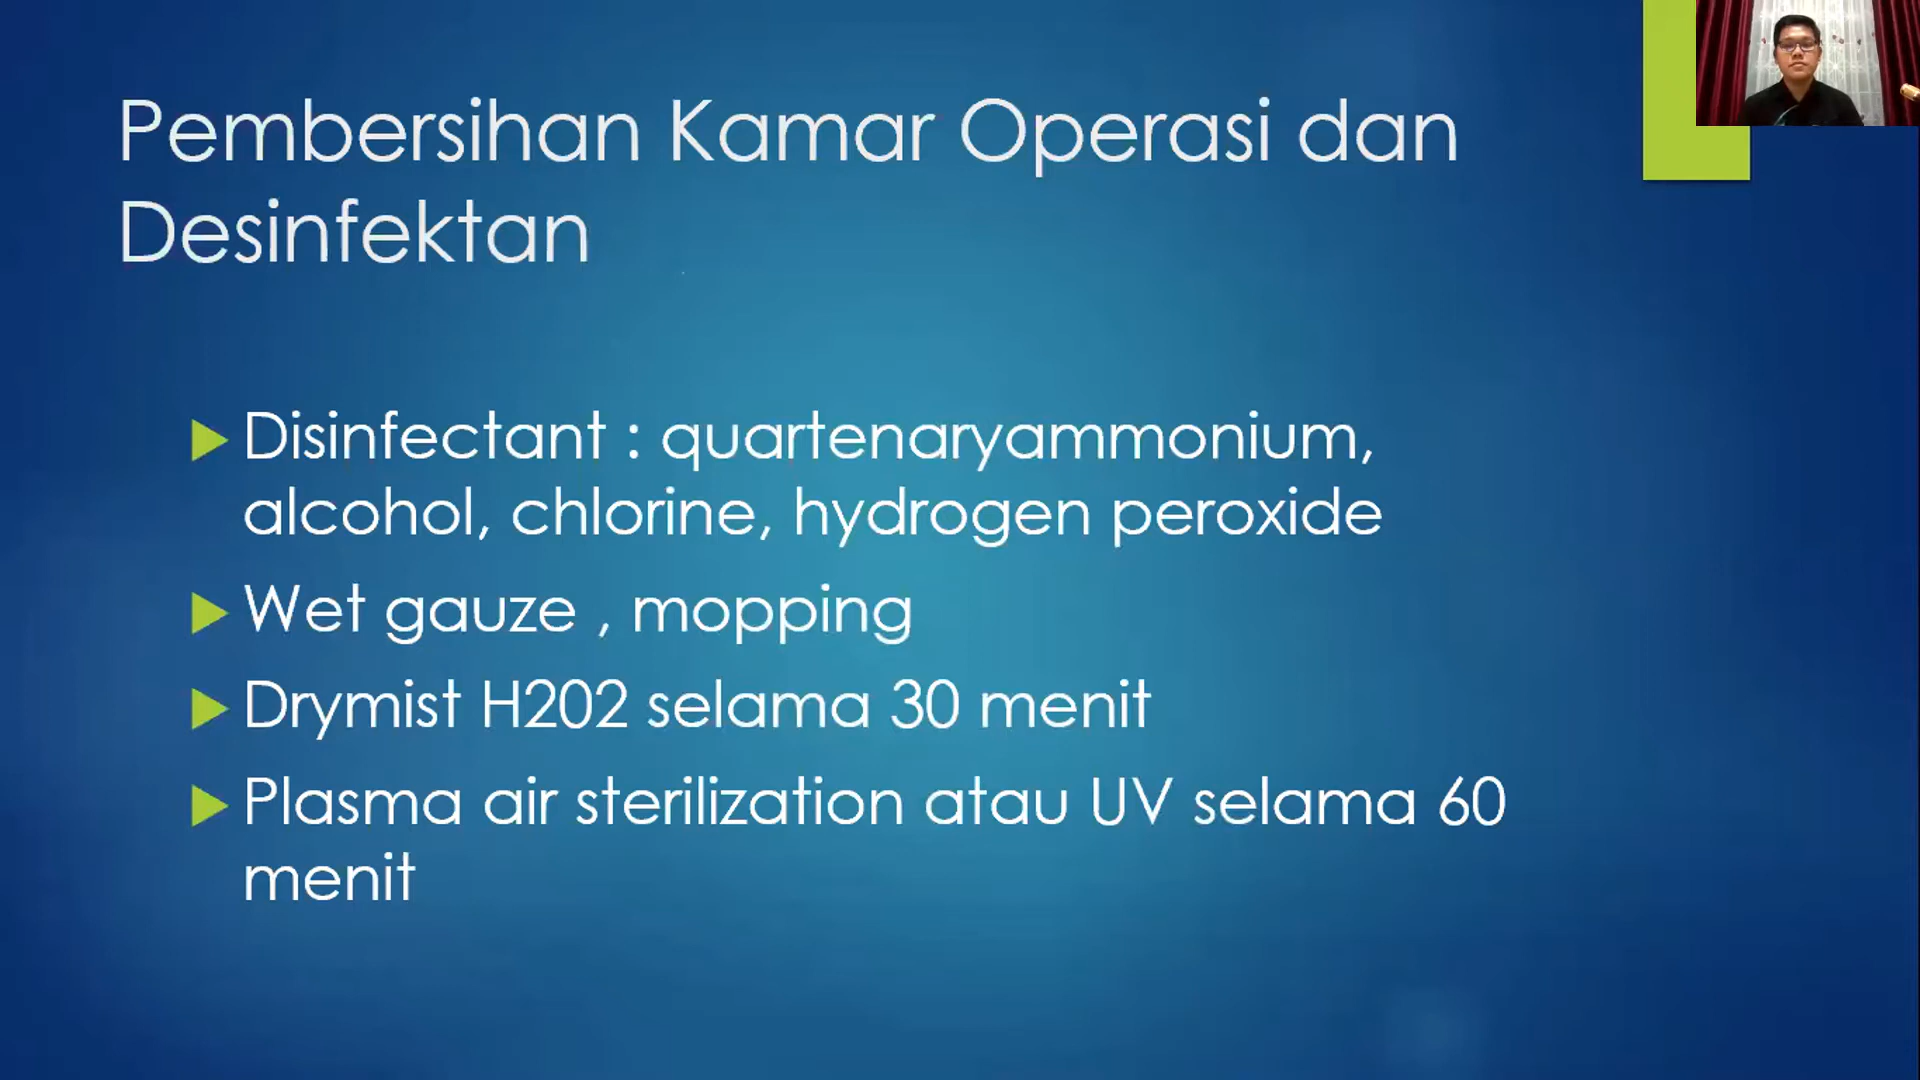 Pembersihan Kamar Operasi dan
Desinfektan
Disinfectant : quartenaryammonium,
alcohol, chlorine, hydrogen peroxide
Wet gauze , mopping
Drymist H202 selama 30 menit
Plasma air sterilization atau UV selama 60
menit